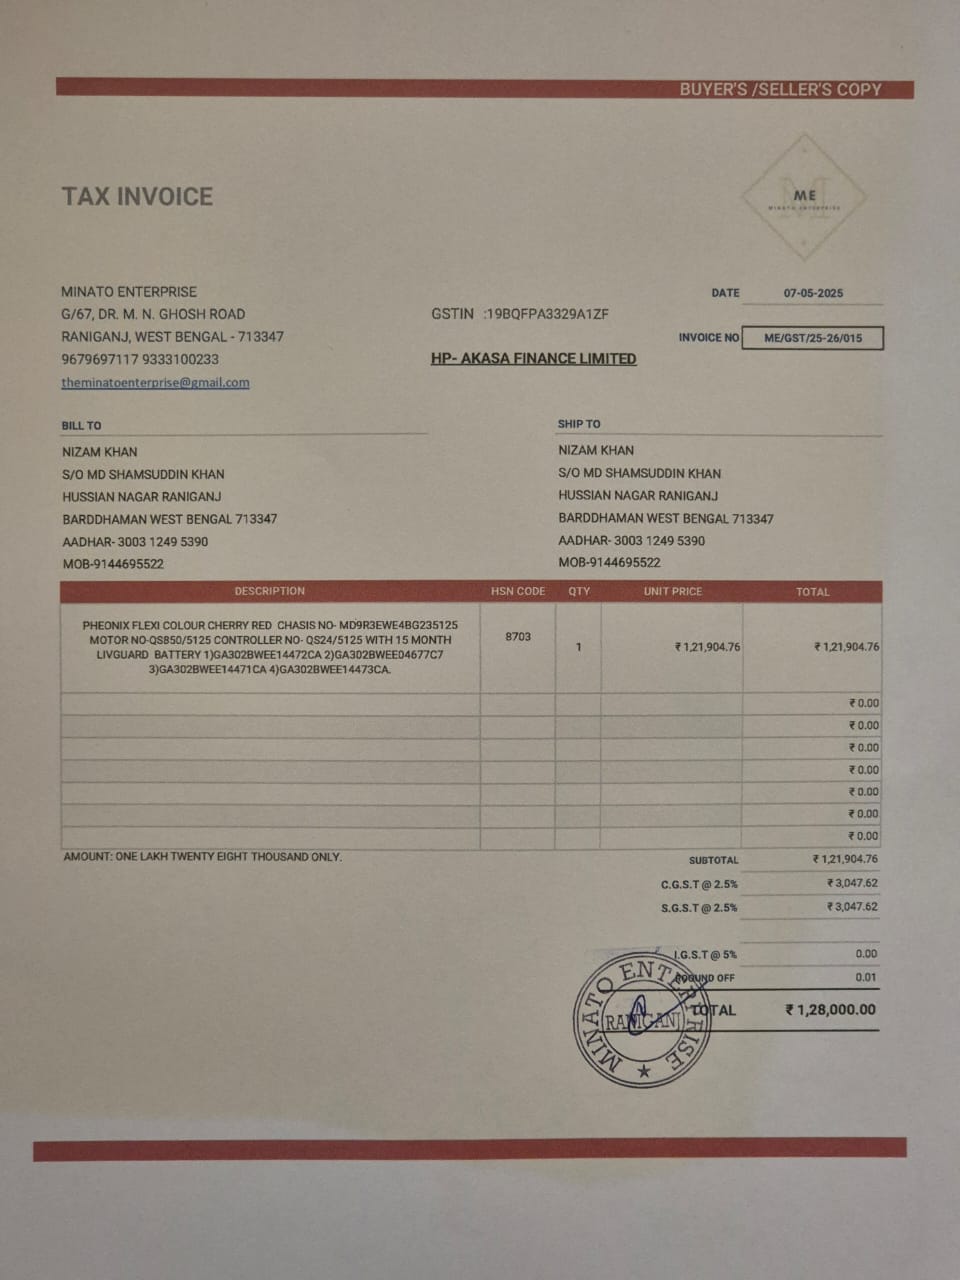 BUYER'S /SELLER'S COPY
TAX INVOICE
ME
MINATO ENTERPRISE
MINATO ENTERPRISE
G/67, DR. M. N. GHOSH ROAD
RANIGANJ, WEST BENGAL - 713347
9679697117 9333100233
theminatoenterprise@gmail.com
GSTIN :19BQFPA3329A1ZF
HP- AKASA FINANCE LIMITED
DATE 07-05-2025
INVOICE NO ME/GST/25-26/015
BILL TO
NIZAM KHAN
S/O MD SHAMSUDDIN KHAN
HUSSIAN NAGAR RANIGANJ
BARDDHAMAN WEST BENGAL 713347
AADHAR- 3003 1249 5390
MOB-9144695522
SHIP TO
NIZAM KHAN
S/O MD SHAMSUDDIN KHAN
HUSSIAN NAGAR RANIGANJ
BARDDHAMAN WEST BENGAL 713347
AADHAR- 3003 1249 5390
MOB-9144695522
DESCRIPTION HSN CODE QTY UNIT PRICE TOTAL
PHEONIX FLEXI COLOUR CHERRY RED CHASIS NO- MD9R3EWE4BG235125
MOTOR NO-QS850/5125 CONTROLLER NO- QS24/5125 WITH 15 MONTH
LIVGUARD BATTERY 1)GA302BWEE14472CA 2)GA302BWEE04677C7
3)GA302BWEE14471CA 4)GA302BWEE14473CA.
8703 1 ₹ 1,21,904.76 ₹ 1,21,904.76
₹ 0.00
₹ 0.00
₹ 0.00
₹ 0.00
₹ 0.00
₹ 0.00
₹ 0.00
AMOUNT: ONE LAKH TWENTY EIGHT THOUSAND ONLY.
SUBTOTAL ₹ 1,21,904.76
C.G.S.T @ 2.5% ₹ 3,047.62
S.G.S.T @ 2.5% ₹ 3,047.62
I.G.S.T @ 5% 0.00
ROUND OFF 0.01
TOTAL ₹ 1,28,000.00
MINATO ENTERPRISE
RANIGANJ